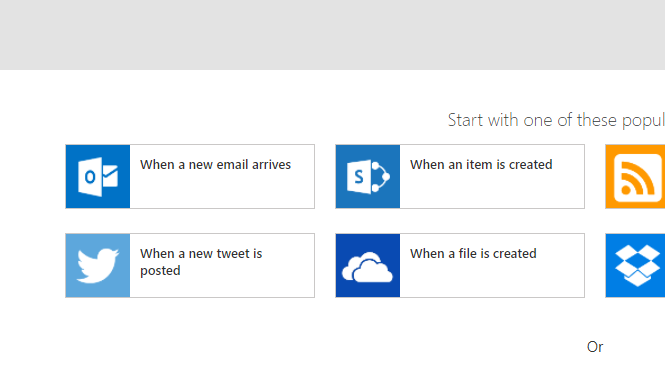 Start with one of these popul
When a new email arrives
When an item is created
When a new tweet is
posted
When a file is created
Or